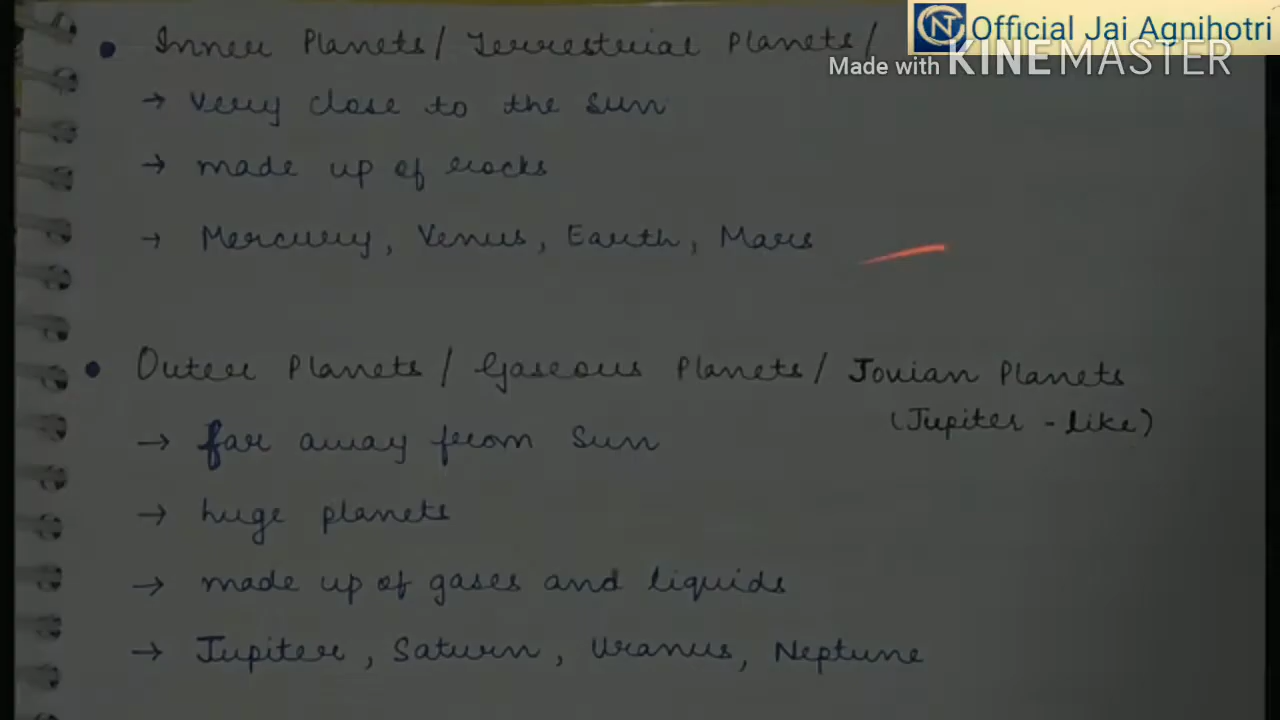 Official Jai Agnihotri
Made with KINEMASTER
• Inner Planets/ Terrestrial Planets/
→ Very close to the sun
→ made up of rocks
→ Mercury, Venus, Earth, Mars
• Outer Planets / Gaseous Planets/ Jovian Planets
(Jupiter - like)
→ far away from Sun
→ huge planets
→ made up of gases and liquids
→ Jupiter, Saturn, Uranus, Neptune